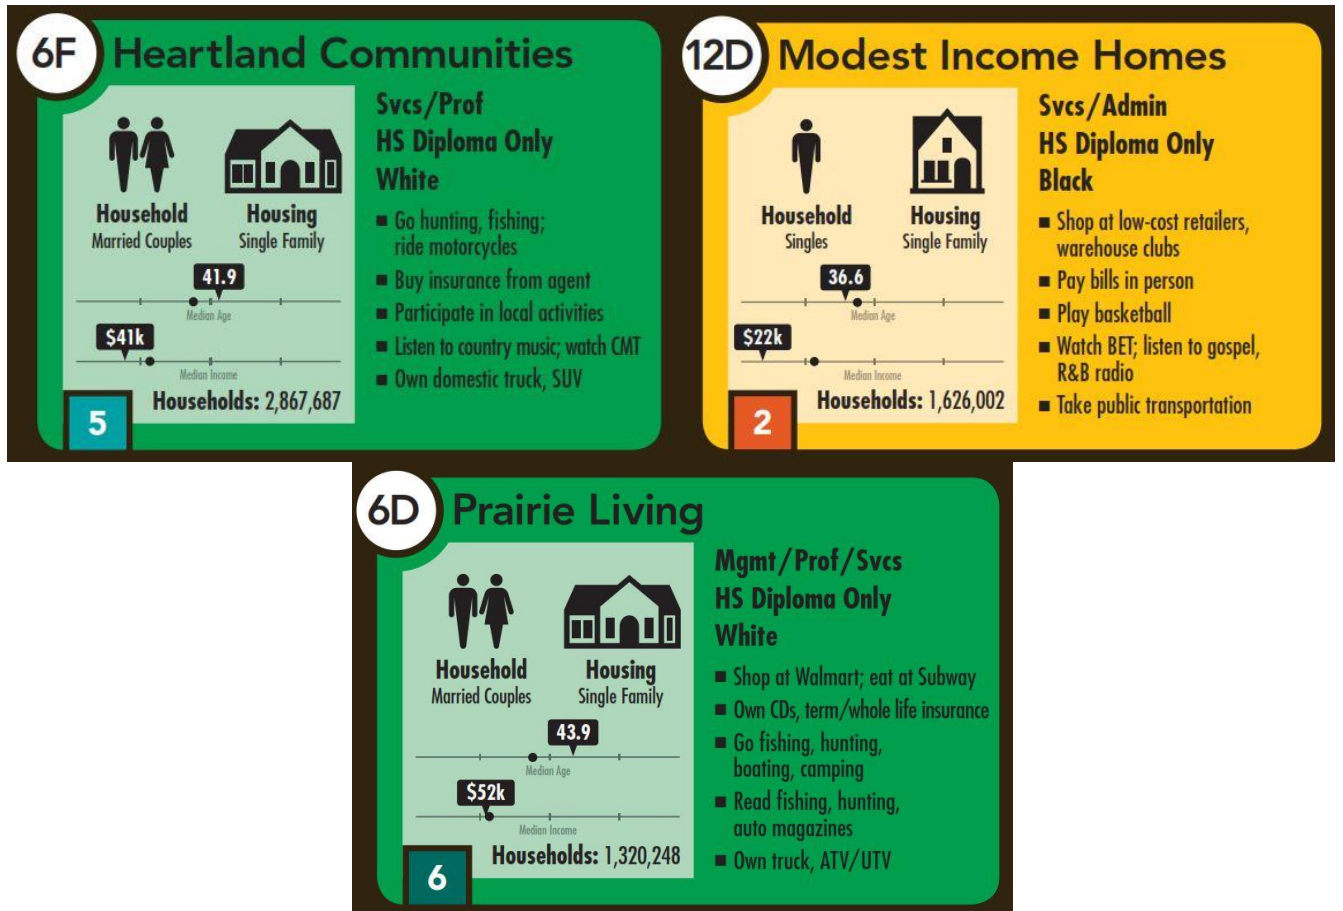 6F Heartland Communities
Household
Married Couples
Housing
Single Family
41.9
Median Age
$41k
Median Income
Households: 2,867,687
5
Svcs/Prof
HS Diploma Only
White
■ Go hunting, fishing;
ride motorcycles
■ Buy insurance from agent
■ Participate in local activities
■ Listen to country music; watch CMT
■ Own domestic truck, SUV
12D Modest Income Homes
Household
Singles
Housing
Single Family
36.6
Median Age
$22k
Median Income
Households: 1,626,002
2
Svcs/Admin
HS Diploma Only
Black
■ Shop at low-cost retailers,
warehouse clubs
■ Pay bills in person
■ Play basketball
■ Watch BET; listen to gospel,
R&B radio
■ Take public transportation
6D Prairie Living
Household
Married Couples
Housing
Single Family
43.9
Median Age
$52k
Median Income
Households: 1,320,248
6
Mgmt/Prof/Svcs
HS Diploma Only
White
■ Shop at Walmart; eat at Subway
■ Own CDs, term/whole life insurance
■ Go fishing, hunting,
boating, camping
■ Read fishing, hunting,
auto magazines
■ Own truck, ATV/UTV